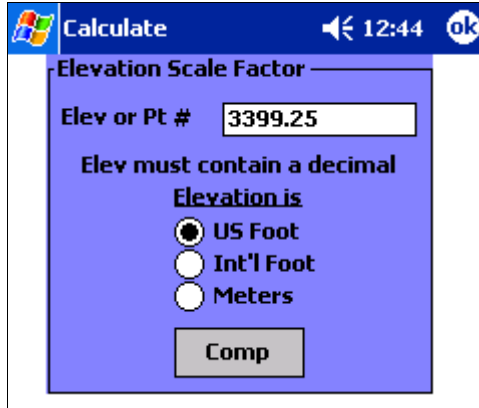 Calculate 12:44 ok
Elevation Scale Factor
Elev or Pt # 3399.25
Elev must contain a decimal
Elevation is
US Foot
Int'l Foot
Meters
Comp